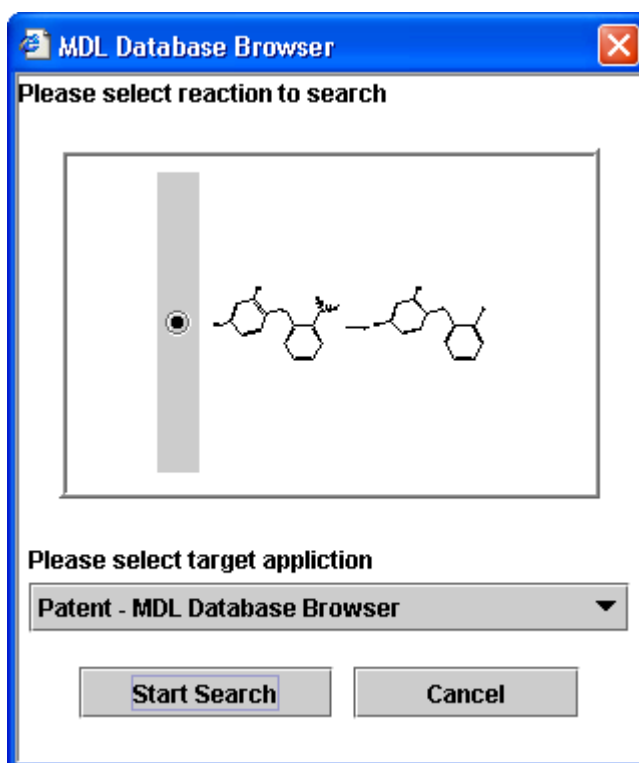 MDL Database Browser
Please select reaction to search
Please select target appliction
Patent - MDL Database Browser
Start Search
Cancel